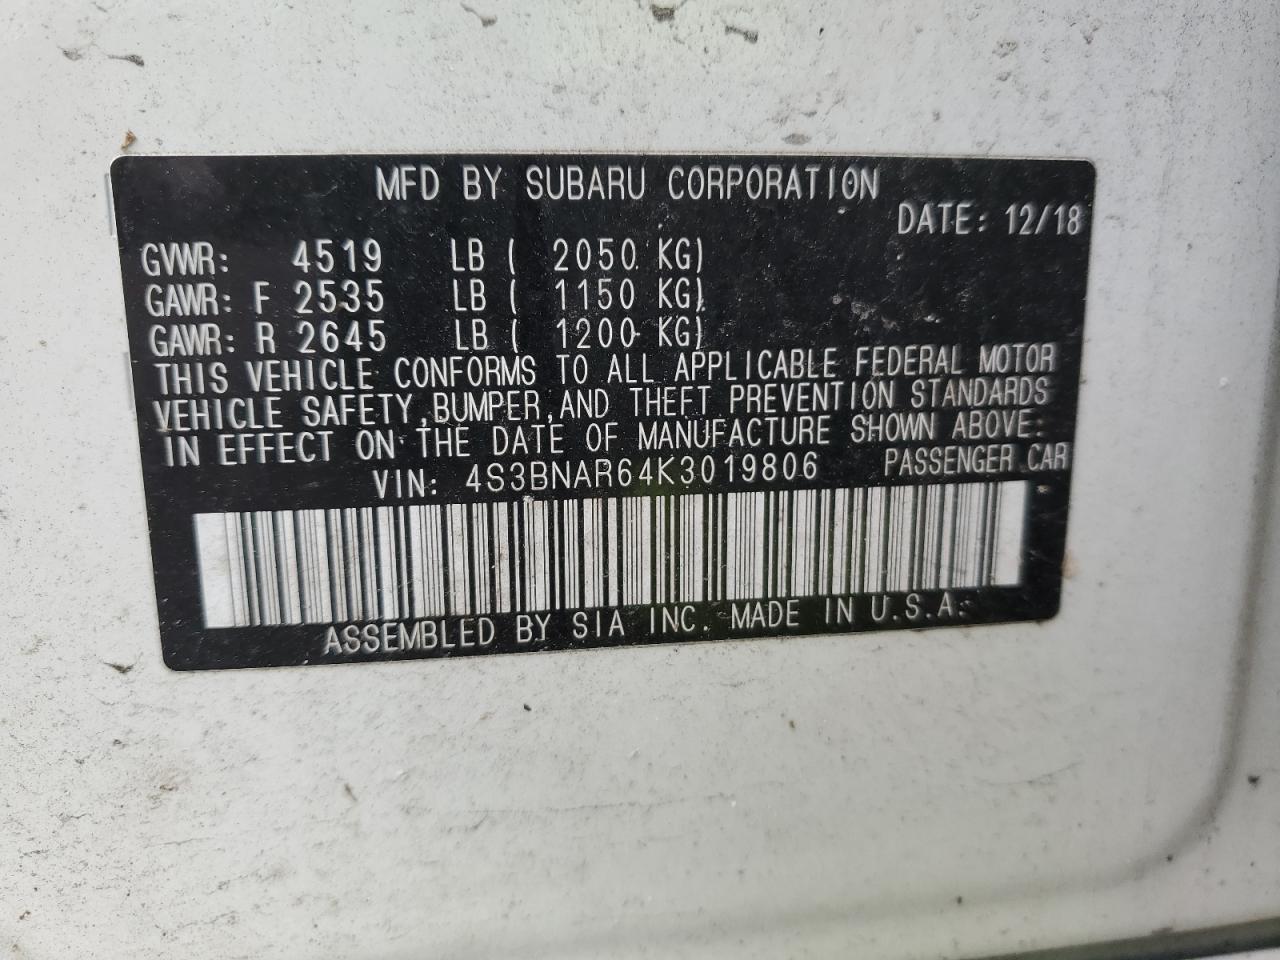 MFD BY SUBARU CORPORATION
DATE: 12/18
GVWR: 4519 LB ( 2050 KG)
GAWR: F 2535 LB ( 1150 KG)
GAWR: R 2645 LB ( 1200 KG)
THIS VEHICLE CONFORMS TO ALL APPLICABLE FEDERAL MOTOR
VEHICLE SAFETY,BUMPER,AND THEFT PREVENTION STANDARDS
IN EFFECT ON THE DATE OF MANUFACTURE SHOWN ABOVE:
VIN: 4S3BNAR64K3019806 PASSENGER CAR
ASSEMBLED BY SIA INC. MADE IN U.S.A.